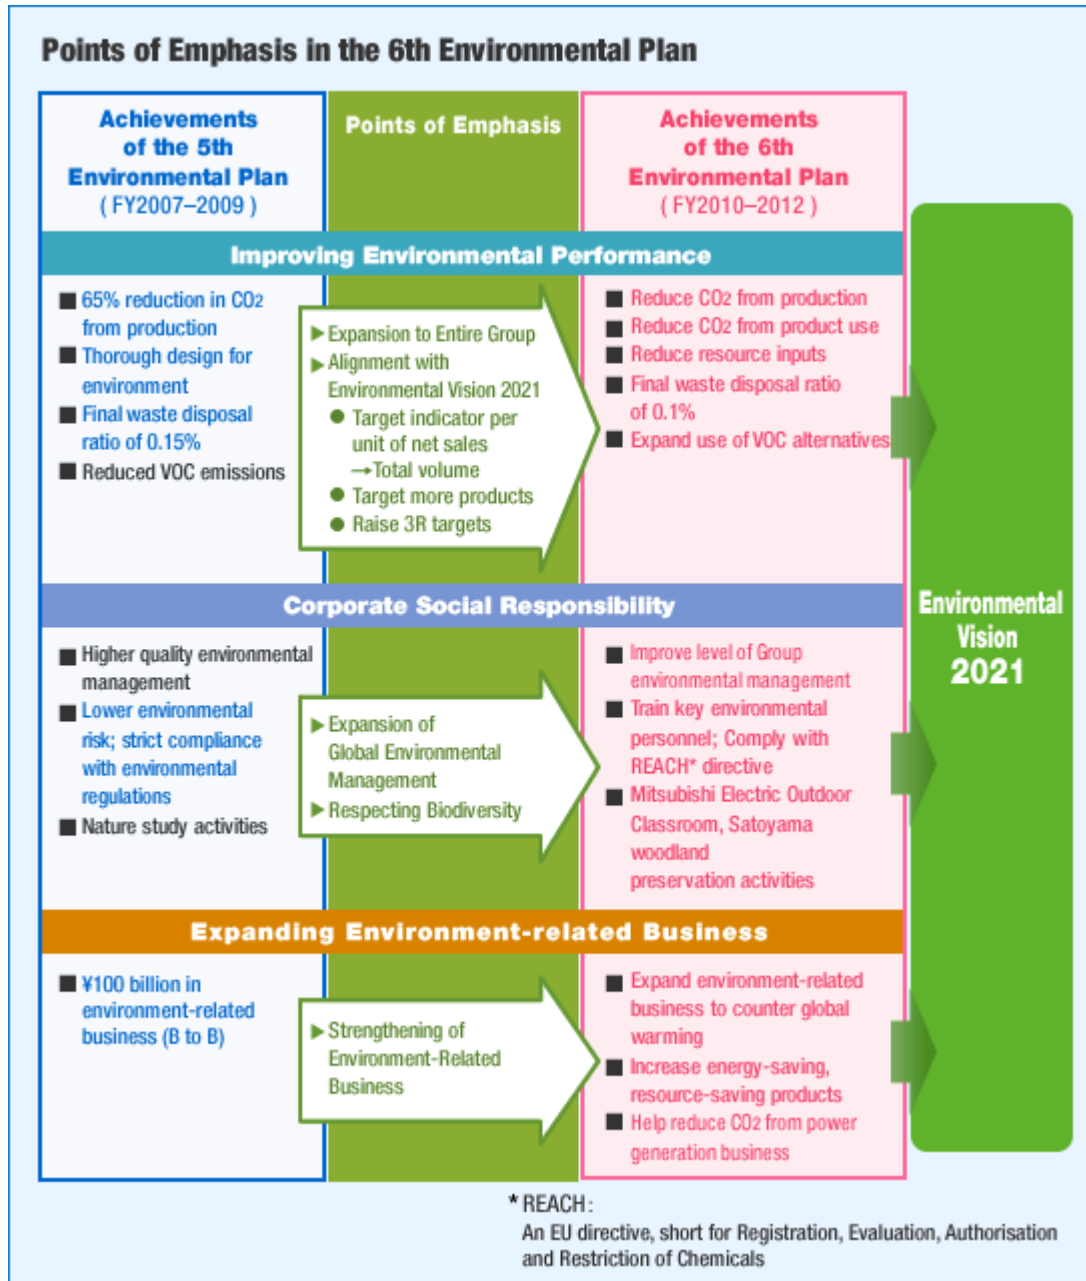 Points of Emphasis in the 6th Environmental Plan
Achievements
of the 5th
Environmental Plan
( FY2007–2009 )
Points of Emphasis
Achievements
of the 6th
Environmental Plan
( FY2010–2012 )
Improving Environmental Performance
■ 65% reduction in CO2
from production
■ Thorough design for
environment
■ Final waste disposal
ratio of 0.15%
■ Reduced VOC emissions
▶ Expansion to Entire Group
▶ Alignment with
Environmental Vision 2021
● Target indicator per
unit of net sales
→Total volume
● Target more products
● Raise 3R targets
■ Reduce CO2 from production
■ Reduce CO2 from product use
■ Reduce resource inputs
■ Final waste disposal ratio
of 0.1%
■ Expand use of VOC alternatives
Corporate Social Responsibility
■ Higher quality environmental
management
■ Lower environmental
risk; strict compliance
with environmental
regulations
■ Nature study activities
▶ Expansion of
Global Environmental
Management
▶ Respecting Biodiversity
■ Improve level of Group
environmental management
■ Train key environmental
personnel; Comply with
REACH* directive
■ Mitsubishi Electric Outdoor
Classroom, Satoyama
woodland
preservation activities
Expanding Environment-related Business
■ ¥100 billion in
environment-related
business (B to B)
▶ Strengthening of
Environment-Related
Business
■ Expand environment-related
business to counter global
warming
■ Increase energy-saving,
resource-saving products
■ Help reduce CO2 from power
generation business
Environmental
Vision
2021
* REACH :
An EU directive, short for Registration, Evaluation, Authorisation
and Restriction of Chemicals